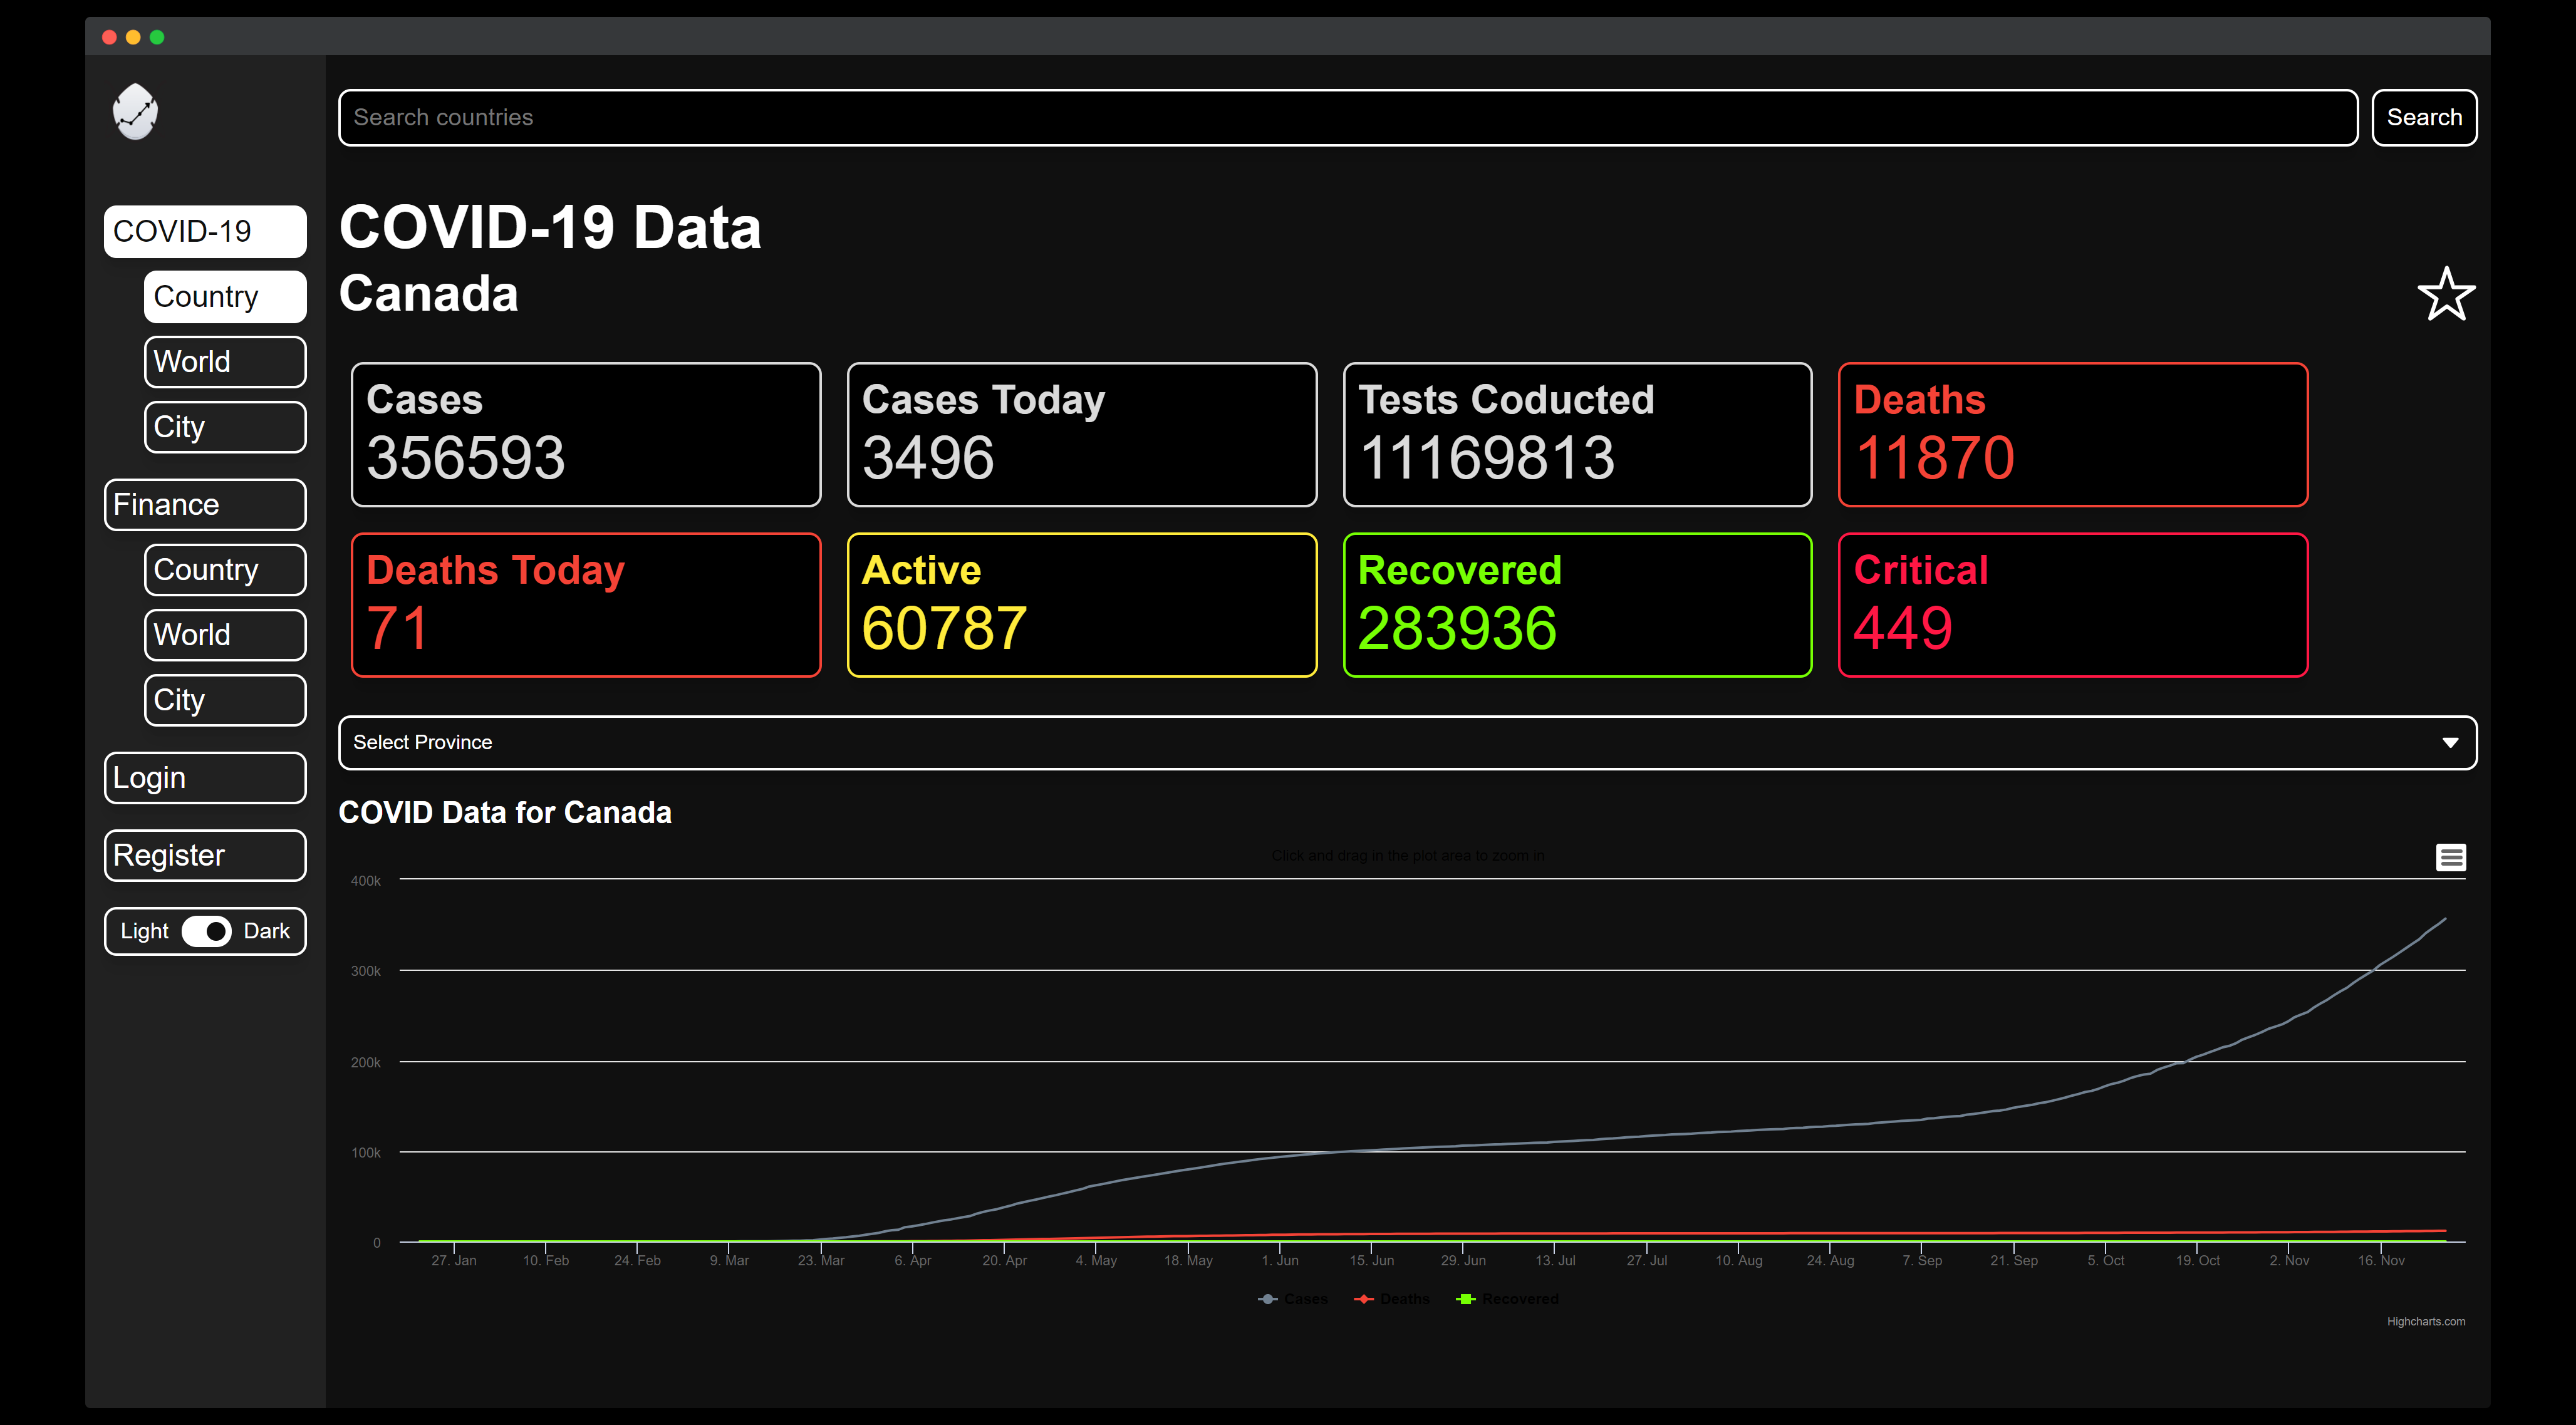 Search countries
Search
COVID-19
Country
World
City
Finance
Country
World
City
Login
Register
Light Dark
COVID-19 Data
Canada
Cases
356593
Cases Today
3496
Tests Coducted
11169813
Deaths
11870
Deaths Today
71
Active
60787
Recovered
283936
Critical
449
Select Province
COVID Data for Canada
Click and drag in the plot area to zoom in
400k
300k
200k
100k
0
27. Jan 10. Feb 24. Feb 9. Mar 23. Mar 6. Apr 20. Apr 4. May 18. May 1. Jun 15. Jun 29. Jun 13. Jul 27. Jul 10. Aug 24. Aug 7. Sep 21. Sep 5. Oct 19. Oct 2. Nov 16. Nov
Cases Deaths Recovered
Highcharts.com